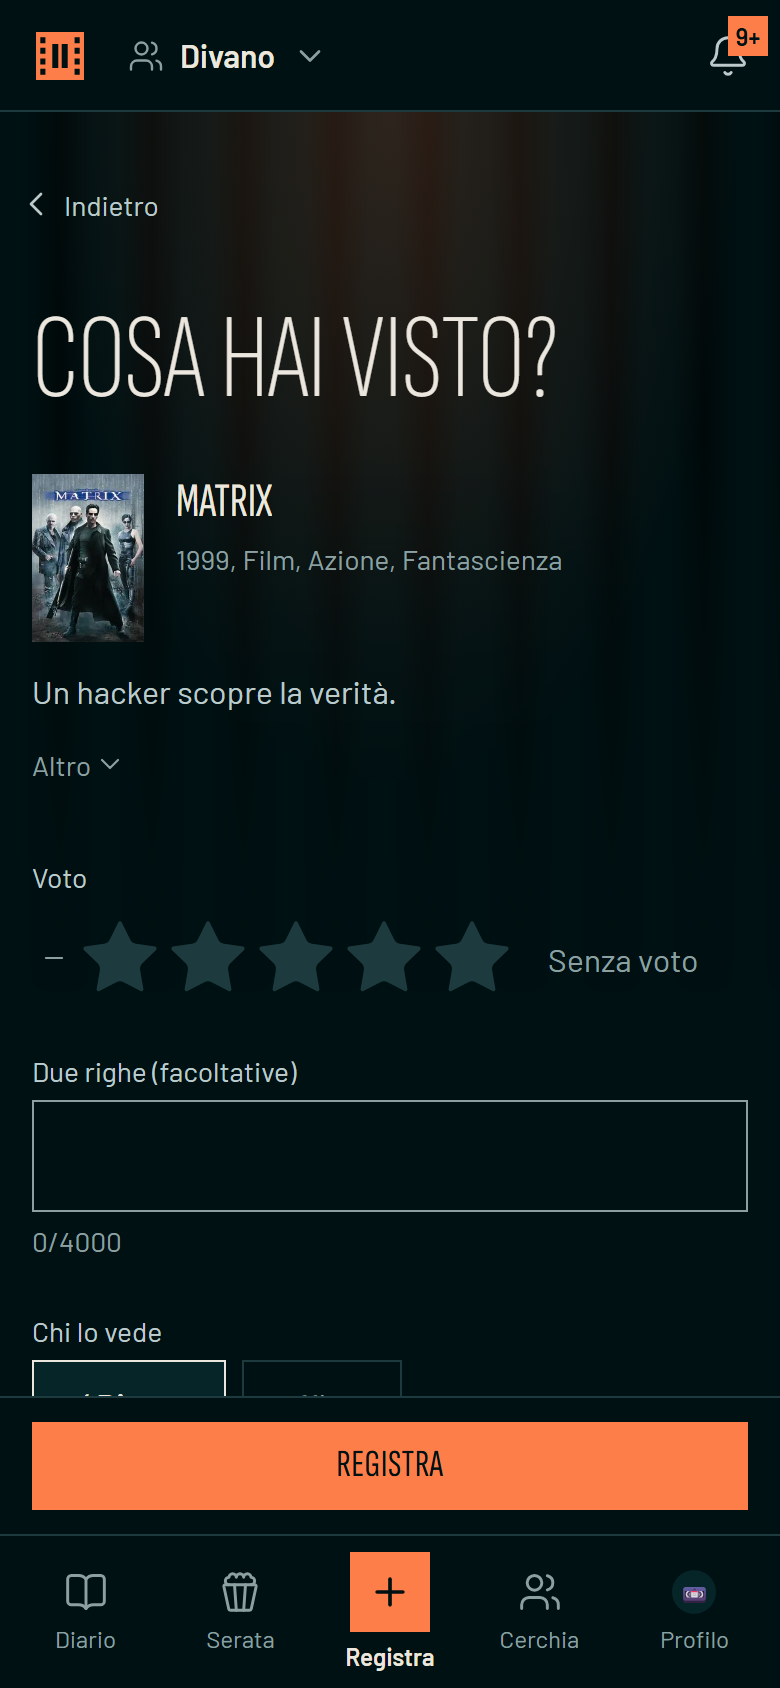 Divano
9+
Indietro
COSA HAI VISTO?
MATRIX
MATRIX
1999, Film, Azione, Fantascienza
Un hacker scopre la verità.
Altro
Voto
Senza voto
Due righe (facoltative)
0/4000
Chi lo vede
REGISTRA
Diario
Serata
Registra
Cerchia
Profilo